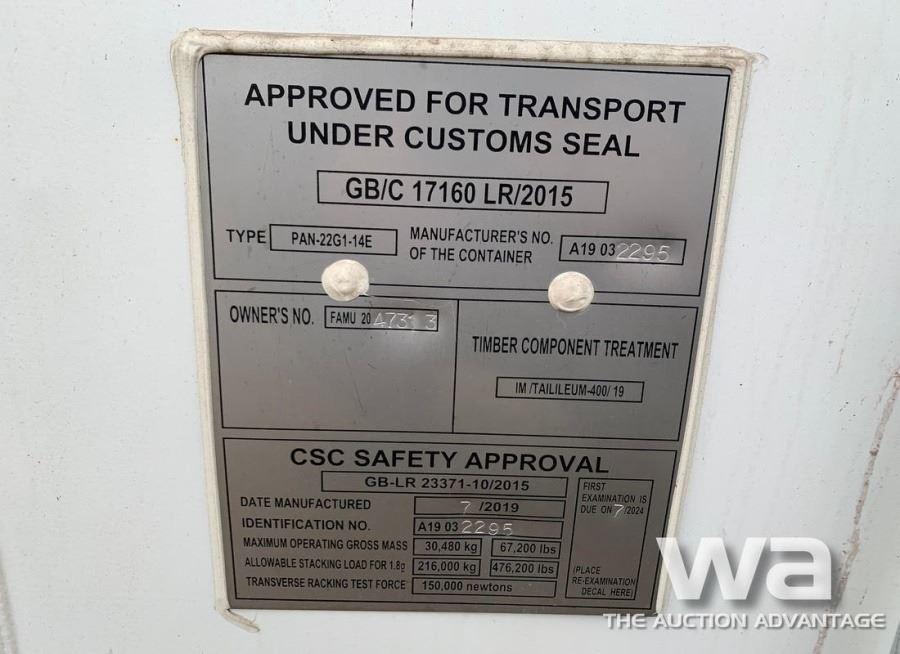 APPROVED FOR TRANSPORT
UNDER CUSTOMS SEAL
GB/C 17160 LR/2015
TYPE PAN-22G1-14E
MANUFACTURER'S NO.
OF THE CONTAINER
A19 03 2295
OWNER'S NO. FAMU 20 4731 3
TIMBER COMPONENT TREATMENT
IM /TAILILEUM-400/ 19
CSC SAFETY APPROVAL
GB-LR 23371-10/2015
DATE MANUFACTURED 7 /2019
IDENTIFICATION NO. A19 03 2295
MAXIMUM OPERATING GROSS MASS 30,480 kg 67,200 lbs
ALLOWABLE STACKING LOAD FOR 1.8g 216,000 kg 476,200 lbs
TRANSVERSE RACKING TEST FORCE 150,000 newtons
FIRST
EXAMINATION IS
DUE ON 7/2024
(PLACE
RE-EXAMINATION
DECAL HERE)
wa
THE AUCTION ADVANTAGE